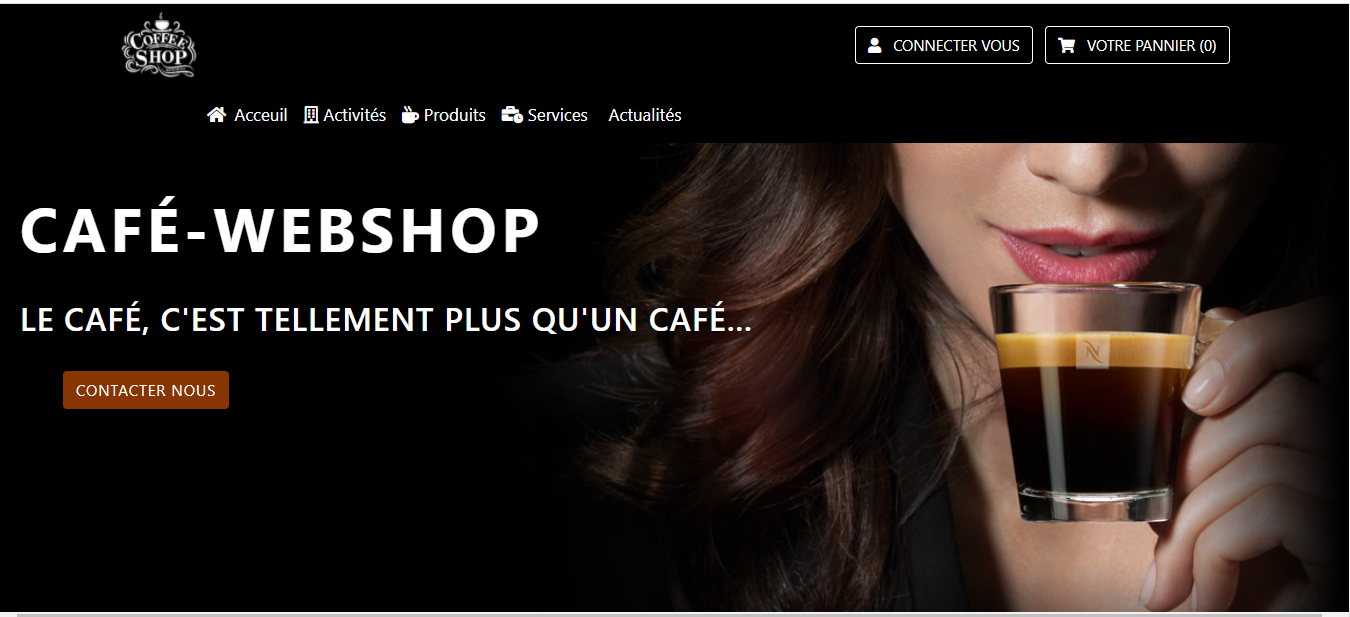 COFFEE
SHOP
CONNECTER VOUS
VOTRE PANNIER (0)
Acceuil
Activités
Produits
Services
Actualités
CAFÉ-WEBSHOP
LE CAFÉ, C'EST TELLEMENT PLUS QU'UN CAFÉ...
CONTACTER NOUS
N